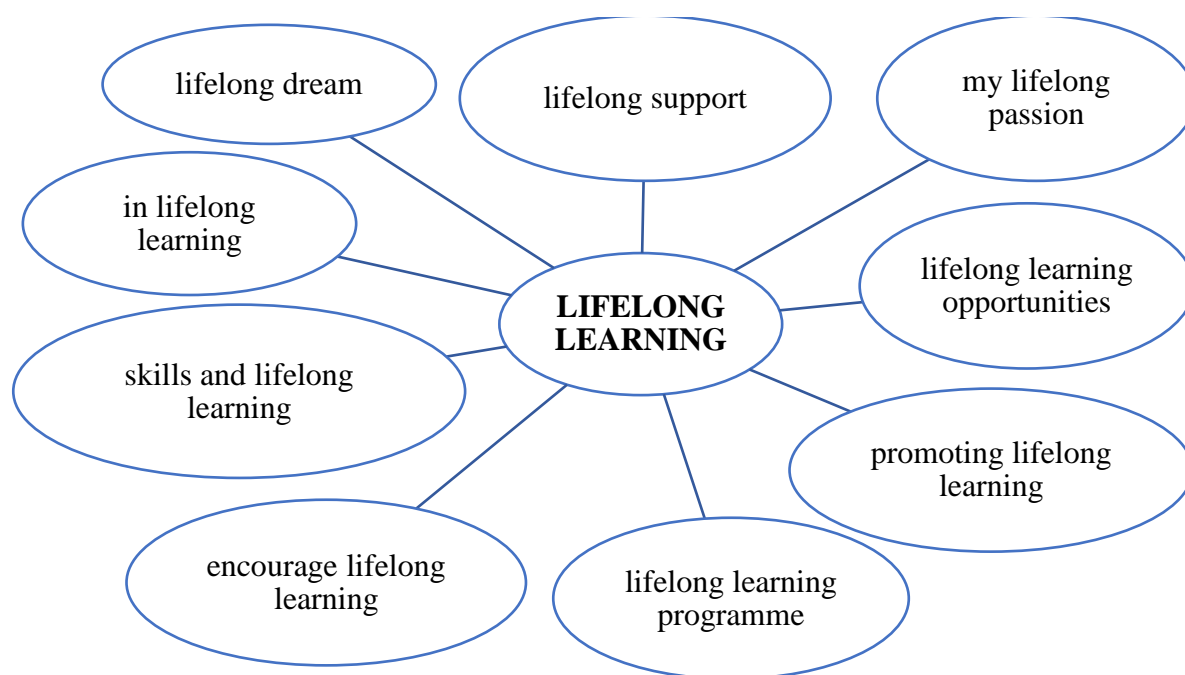 lifelong dream
lifelong support
my lifelong
passion
in lifelong
learning
lifelong learning
opportunities
LIFELONG
LEARNING
skills and lifelong
learning
promoting lifelong
learning
encourage lifelong
learning
lifelong learning
programme